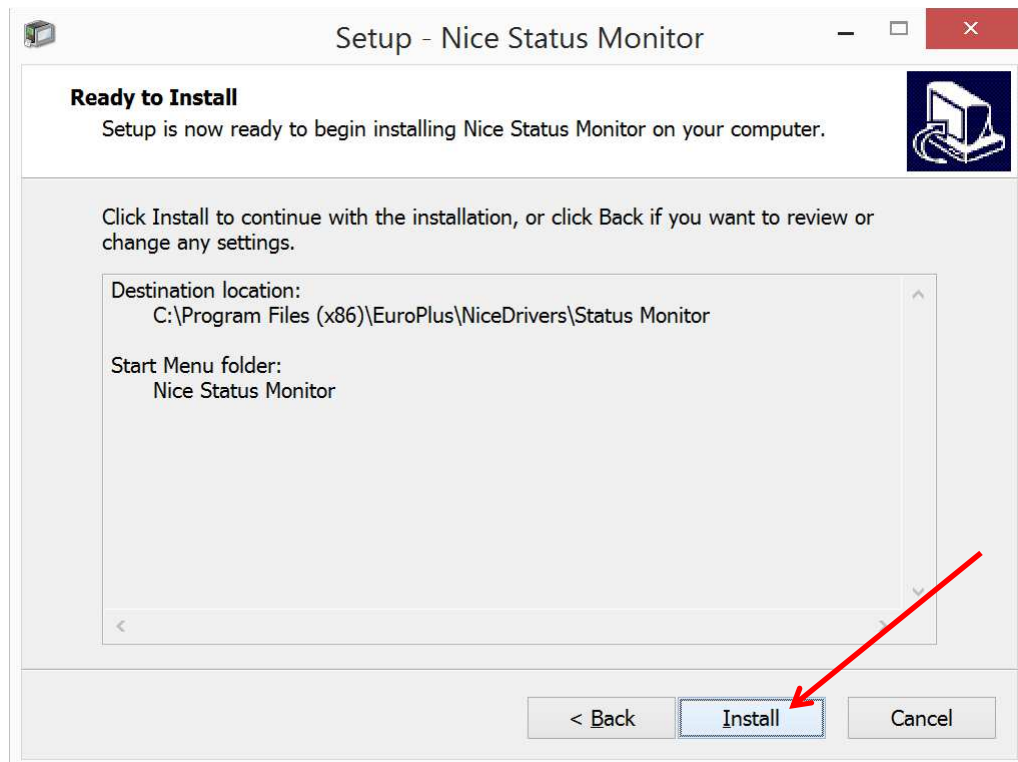 Setup - Nice Status Monitor
Ready to Install
Setup is now ready to begin installing Nice Status Monitor on your computer.
Click Install to continue with the installation, or click Back if you want to review or
change any settings.
Destination location:
C:\Program Files (x86)\EuroPlus\NiceDrivers\Status Monitor
Start Menu folder:
Nice Status Monitor
< Back
Install
Cancel